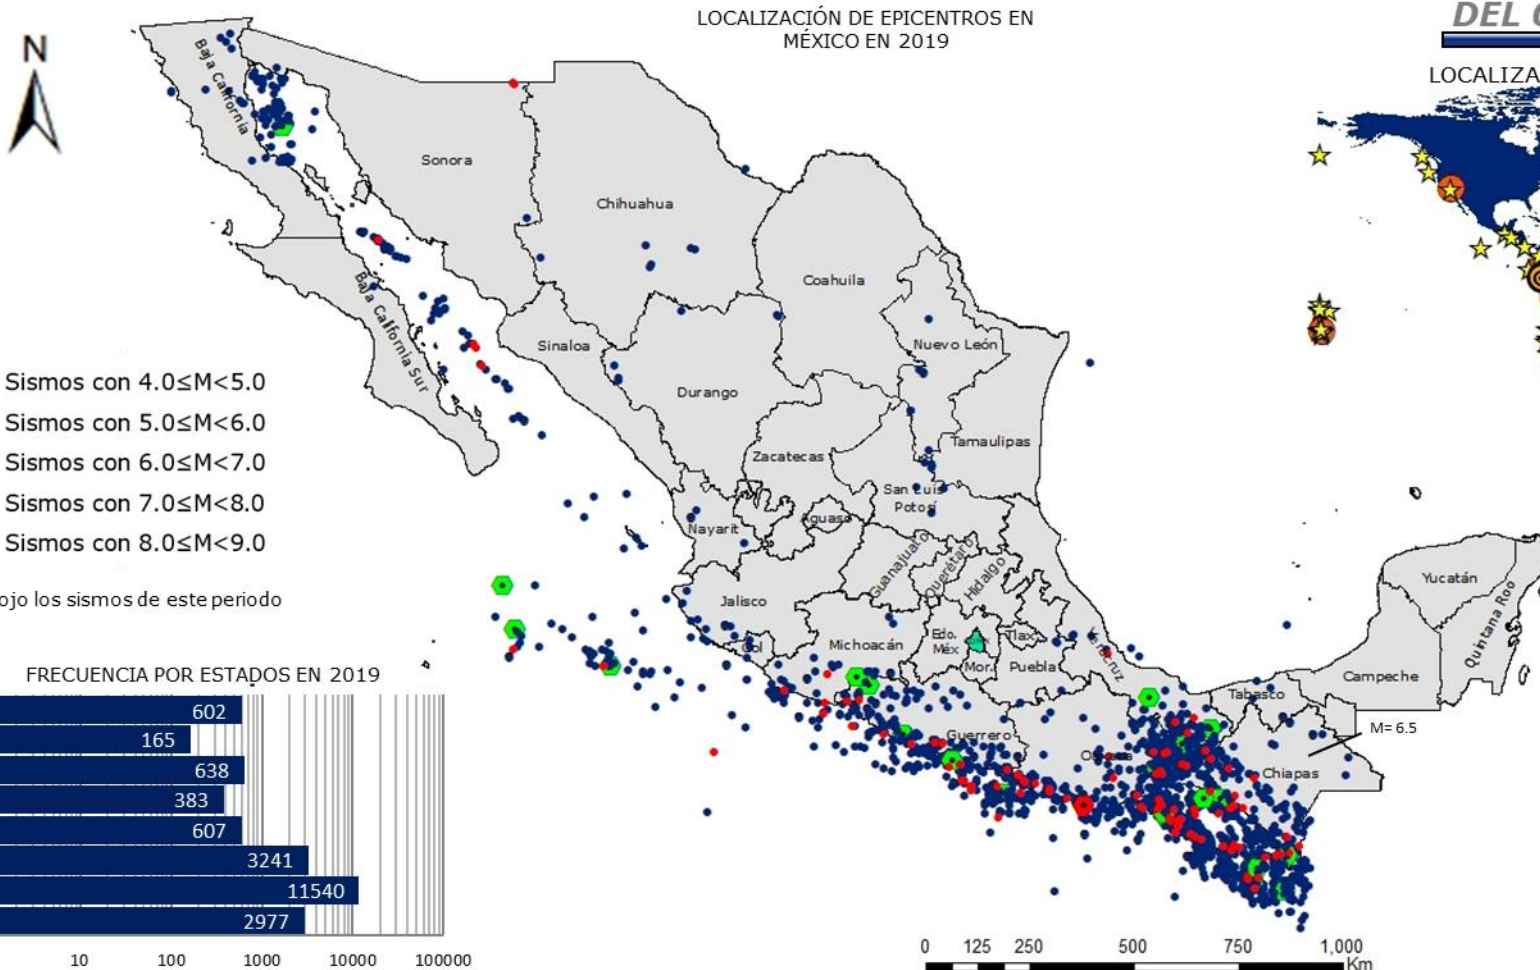 LOCALIZACIÓN DE EPICENTROS EN
MÉXICO EN 2019
DEL
LOCALIZA
N
Baja California
Sonora
Chihuahua
Coahuila
Baja California Sur
Sinaloa
Nuevo León
Durango
Tamaulipas
Zacatecas
San Luis
Potosí
Nayarit
Aguasc
Guanajuato
Querétaro
Hidalgo
Jalisco
Yucatán
Quintana Roo
Michoacán
Edo.
Méx
Tlax
Col
Mor.
Puebla
Veracruz
Campeche
Tabasco
Guerrero
Oaxaca
Chiapas
M= 6.5
Sismos con 4.0≤M<5.0
Sismos con 5.0≤M<6.0
Sismos con 6.0≤M<7.0
Sismos con 7.0≤M<8.0
Sismos con 8.0≤M<9.0
ojo los sismos de este periodo
FRECUENCIA POR ESTADOS EN 2019
602
165
638
383
607
3241
11540
2977
10 100 1000 10000 100000
0 125 250 500 750 1,000
Km